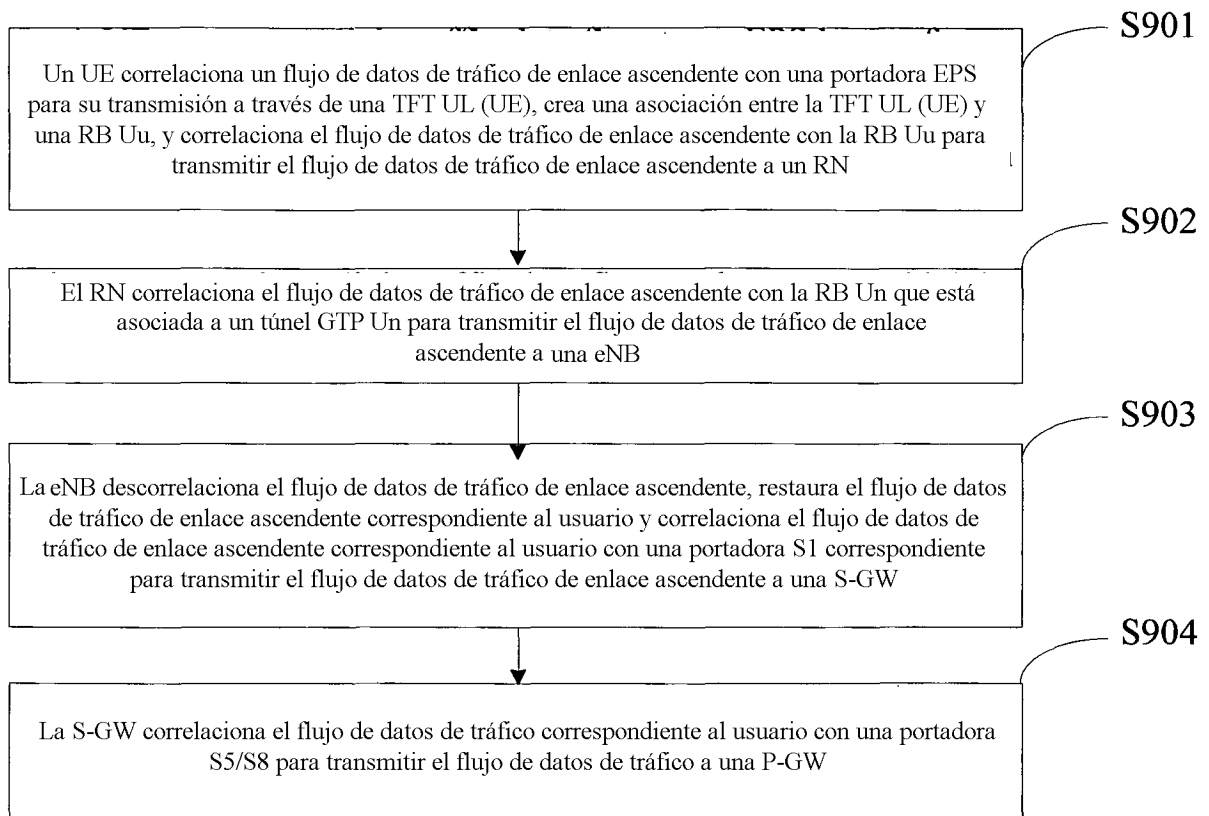 S901
Un UE correlaciona un flujo de datos de tráfico de enlace ascendente con una portadora EPS
para su transmisión a través de una TFT UL (UE), crea una asociación entre la TFT UL (UE) y
una RB Uu, y correlaciona el flujo de datos de tráfico de enlace ascendente con la RB Uu para
transmitir el flujo de datos de tráfico de enlace ascendente a un RN
S902
El RN correlaciona el flujo de datos de tráfico de enlace ascendente con la RB Un que está
asociada a un túnel GTP Un para transmitir el flujo de datos de tráfico de enlace
ascendente a una eNB
S903
La eNB descorrelaciona el flujo de datos de tráfico de enlace ascendente, restaura el flujo de datos
de tráfico de enlace ascendente correspondiente al usuario y correlaciona el flujo de datos de
tráfico de enlace ascendente correspondiente al usuario con una portadora S1 correspondiente
para transmitir el flujo de datos de tráfico de enlace ascendente a una S-GW
S904
La S-GW correlaciona el flujo de datos de tráfico correspondiente al usuario con una portadora
S5/S8 para transmitir el flujo de datos de tráfico a una P-GW